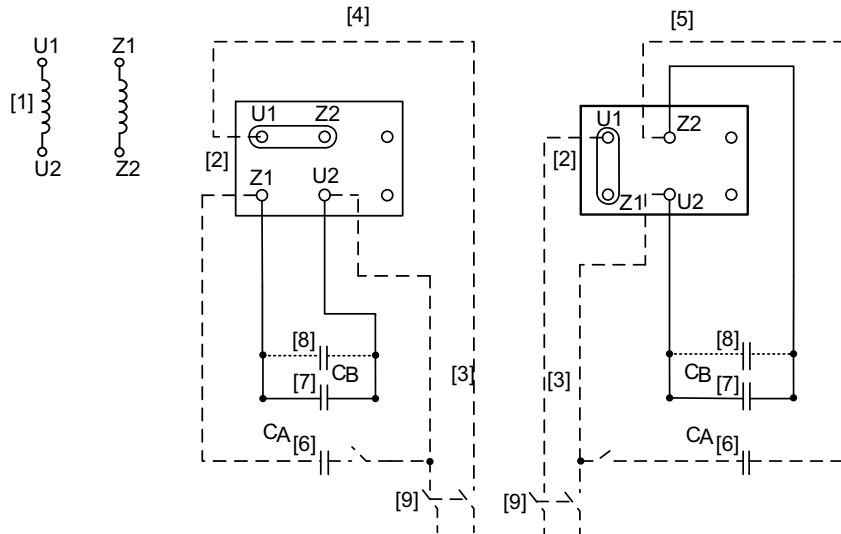 [4]
[5]
U1
Z1
[1]
U2
Z2
U1
Z2
[2]
Z1
U2
U1
Z2
[2]
Z1
U2
[8]
CB
[7]
[3]
CA
[6]
[9]
[8]
CB
[7]
[3]
CA
[6]
[9]